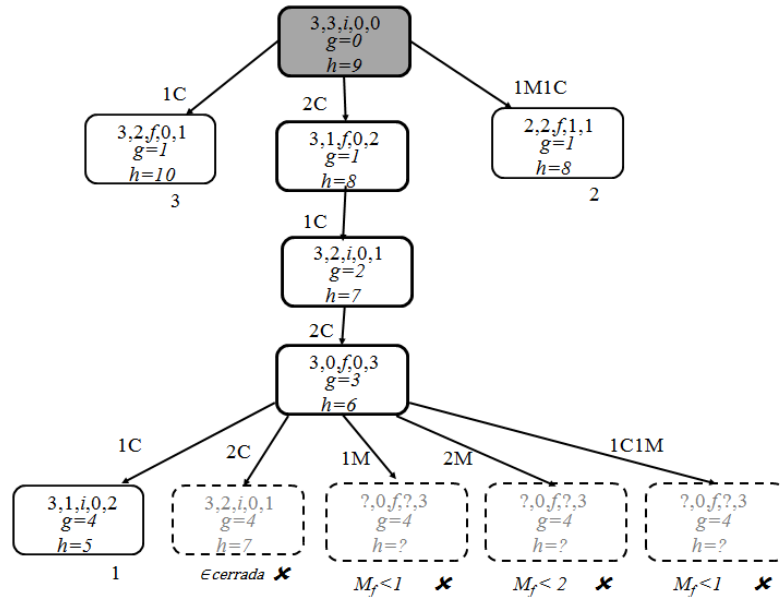 3,3,i,0,0
g=0
h=9
1C
2C
1M1C
3,2,f,0,1
g=1
h=10
3
3,1,f,0,2
g=1
h=8
2,2,f,1,1
g=1
h=8
2
1C
3,2,i,0,1
g=2
h=7
2C
3,0,f,0,3
g=3
h=6
1C
2C
1M
2M
1C1M
3,1,i,0,2
g=4
h=5
1
3,2,i,0,1
g=4
h=7
∈cerrada ✘
?,0,f,?,3
g=4
h=?
M_f<1 ✘
?,0,f,?,3
g=4
h=?
M_f<2 ✘
?,0,f,?,3
g=4
h=?
M_f<1 ✘